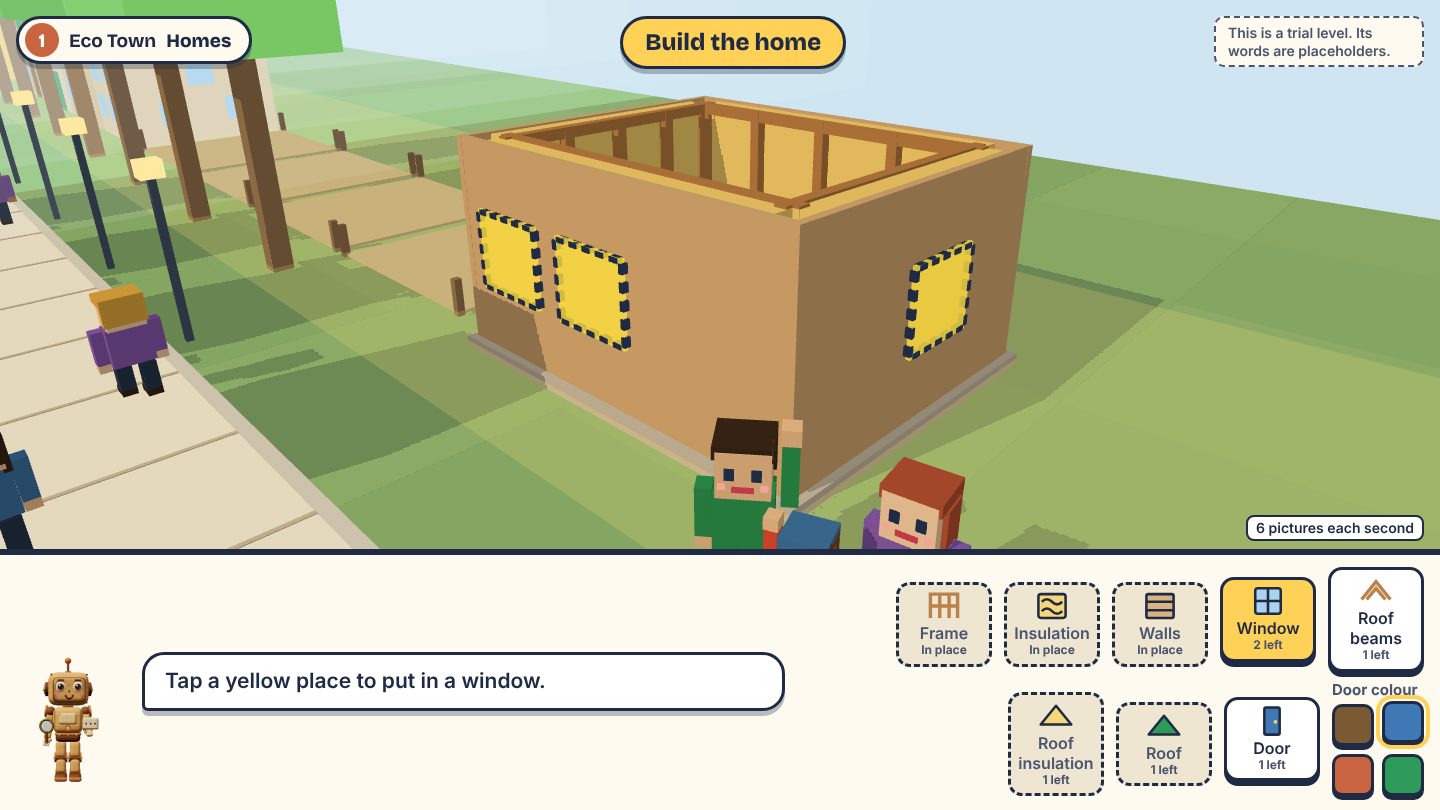 1 Eco Town Homes
Build the home
This is a trial level. Its
words are placeholders.
6 pictures each second
Frame
In place
Insulation
In place
Walls
In place
Window
2 left
Roof
beams
1 left
Tap a yellow place to put in a window.
Roof
insulation
1 left
Roof
1 left
Door
1 left
Door colour